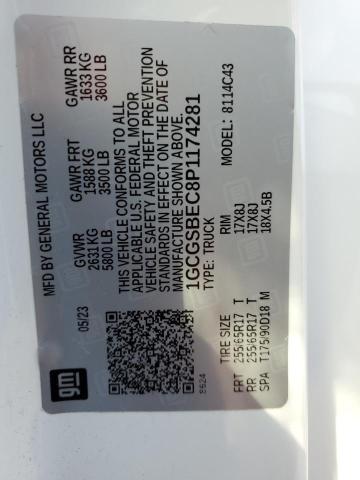 MFD BY GENERAL MOTORS LLC
05/23
GVWR GAWR FRT GAWR RR
2631 KG 1588 KG 1633 KG
5800 LB 3500 LB 3600 LB
THIS VEHICLE CONFORMS TO ALL
APPLICABLE U.S. FEDERAL MOTOR
VEHICLE SAFETY AND THEFT PREVENTION
STANDARDS IN EFFECT ON THE DATE OF
MANUFACTURE SHOWN ABOVE.
1GCGSBEC8P1174281
TYPE: TRUCK MODEL: 8114C43
8624
TIRE SIZE RIM
FRT 255/65R17 T 17X8J
RR 255/65R17 T 17X8J
SPA T175/90D18 M 18X4.5B
gm